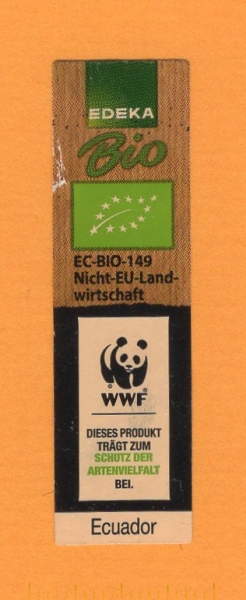 EDEKA
Bio
EC-BIO-149
Nicht-EU-Land-
wirtschaft
WWF
DIESES PRODUKT
TRÄGT ZUM
SCHUTZ DER
ARTENVIELFALT
BEI.
Ecuador